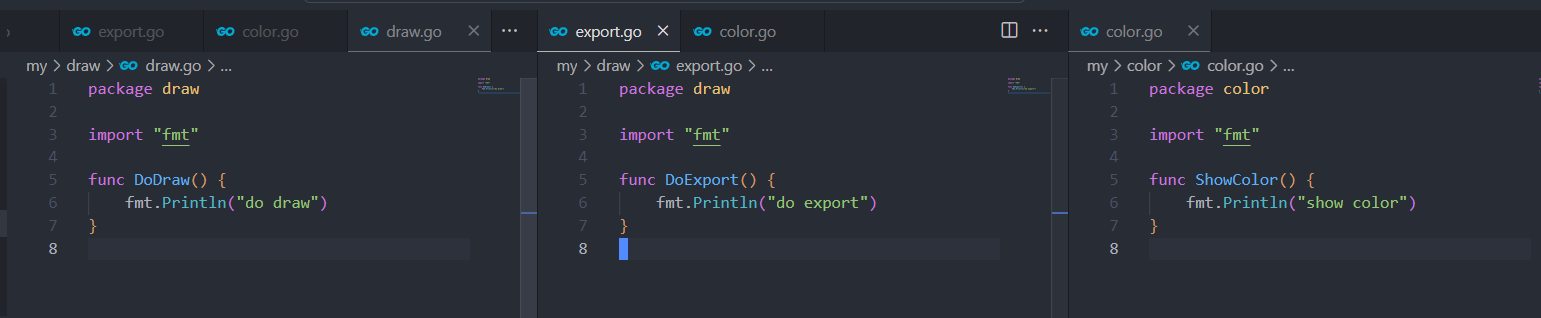 GO export.go GO color.go GO draw.go × ···
my > draw > GO draw.go > ...
1 package draw
2
3 import "fmt"
4
5 func DoDraw() {
6 fmt.Println("do draw")
7 }
8
GO export.go × GO color.go ···
my > draw > GO export.go > ...
1 package draw
2
3 import "fmt"
4
5 func DoExport() {
6 fmt.Println("do export")
7 }
8
GO color.go ×
my > color > GO color.go > ...
1 package color
2
3 import "fmt"
4
5 func ShowColor() {
6 fmt.Println("show color")
7 }
8